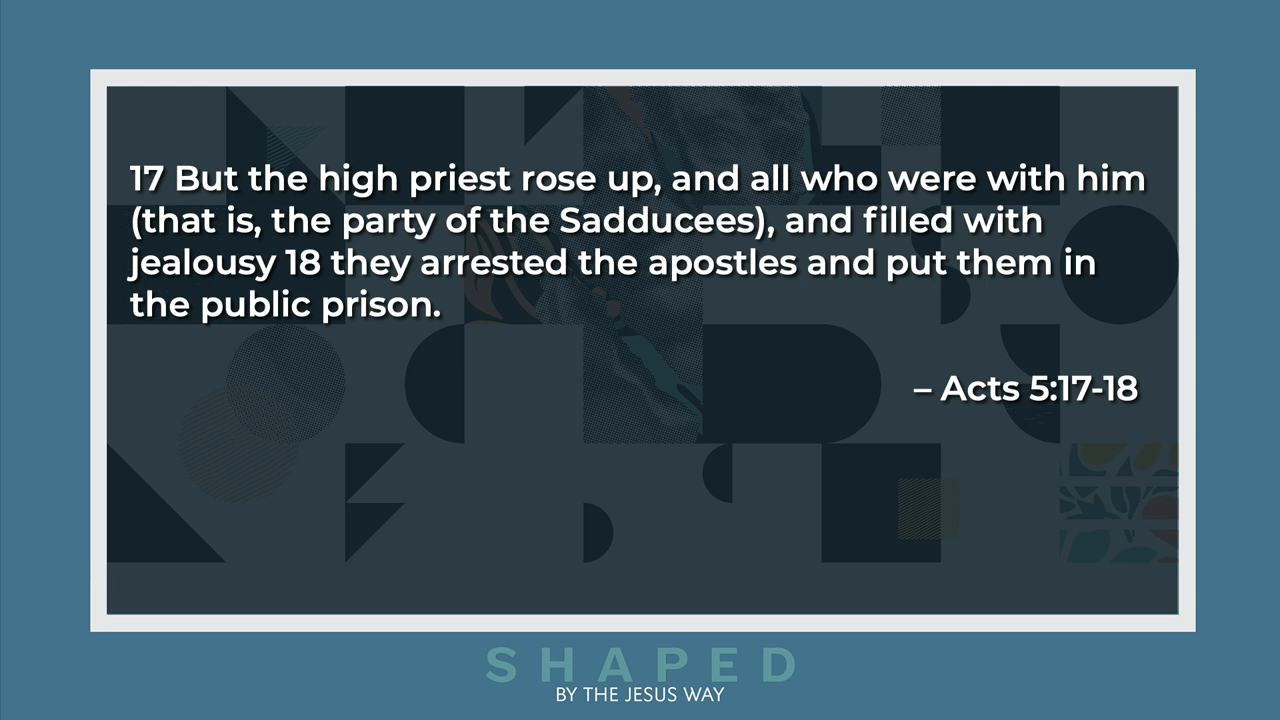 17 But the high priest rose up, and all who were with him
(that is, the party of the Sadducees), and filled with
jealousy 18 they arrested the apostles and put them in
the public prison.
– Acts 5:17-18
SHAPED
BY THE JESUS WAY